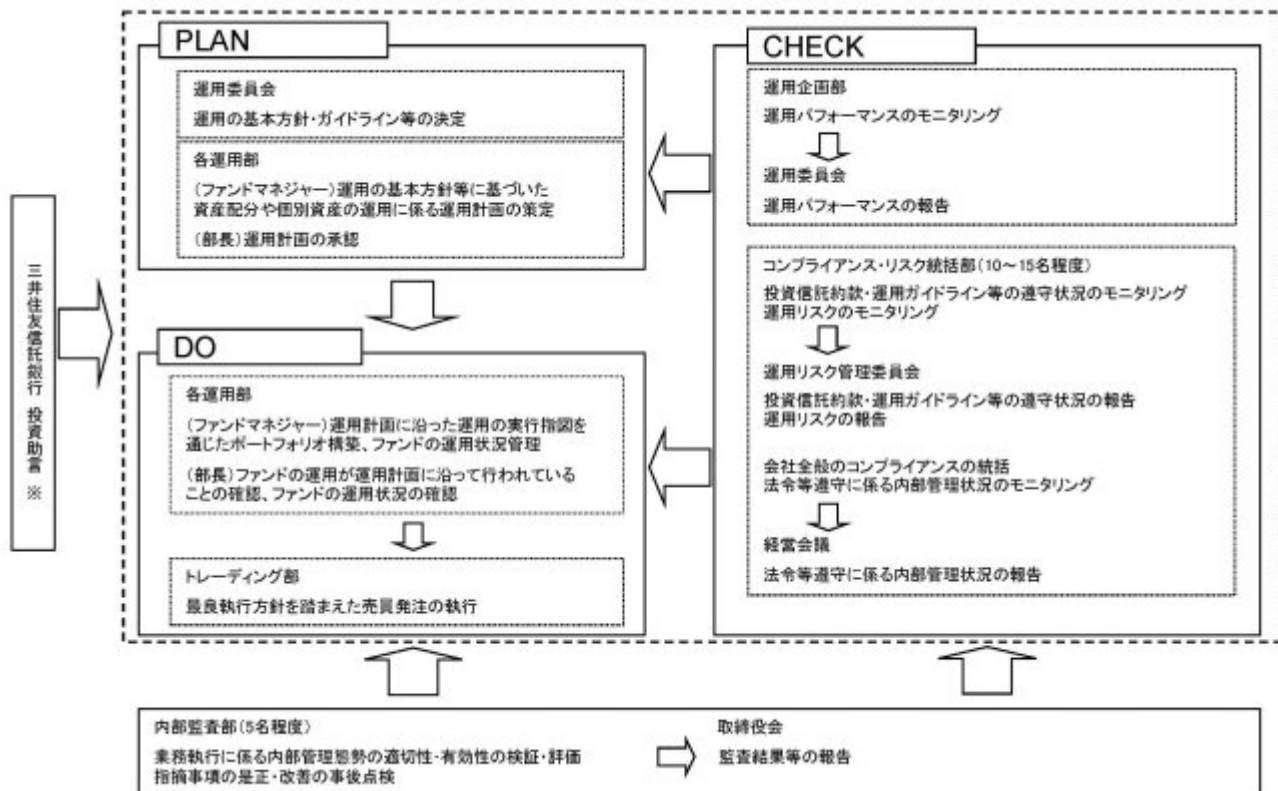 三井住友信託銀行 投資助言 ※
PLAN
運用委員会
運用の基本方針・ガイドライン等の決定
各運用部
(ファンドマネジャー)運用の基本方針等に基づいた
資産配分や個別資産の運用に係る運用計画の策定
(部長)運用計画の承認
DO
各運用部
(ファンドマネジャー)運用計画に沿った運用の実行指図を
通じたポートフォリオ構築、ファンドの運用状況管理
(部長)ファンドの運用が運用計画に沿って行われている
ことの確認、ファンドの運用状況の確認
トレーディング部
最良執行方針を踏まえた売買発注の執行
CHECK
運用企画部
運用パフォーマンスのモニタリング
運用委員会
運用パフォーマンスの報告
コンプライアンス・リスク統括部(10～15名程度)
投資信託約款・運用ガイドライン等の遵守状況のモニタリング
運用リスクのモニタリング
運用リスク管理委員会
投資信託約款・運用ガイドライン等の遵守状況の報告
運用リスクの報告
会社全般のコンプライアンスの統括
法令等遵守に係る内部管理状況のモニタリング
経営会議
法令等遵守に係る内部管理状況の報告
内部監査部(5名程度)
業務執行に係る内部管理態勢の適切性・有効性の検証・評価
指摘事項の是正・改善の事後点検
取締役会
監査結果等の報告